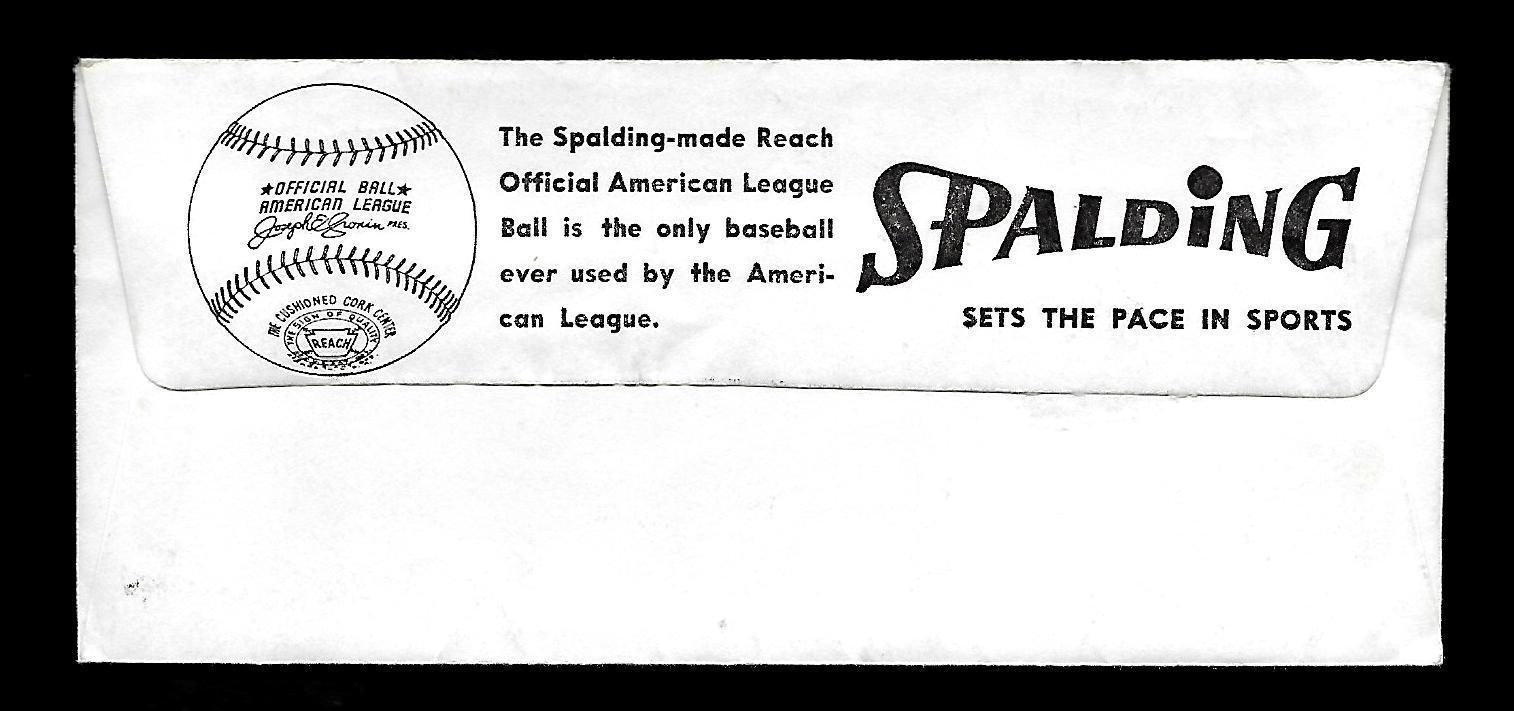 ★OFFICIAL BALL★
AMERICAN LEAGUE
Joseph E Cronin PRES.
THE CUSHIONED CORK CENTER
THE SIGN OF QUALITY
REACH
The Spalding-made Reach
Official American League
Ball is the only baseball
ever used by the Ameri-
can League.
SPALDiNG
SETS THE PACE IN SPORTS